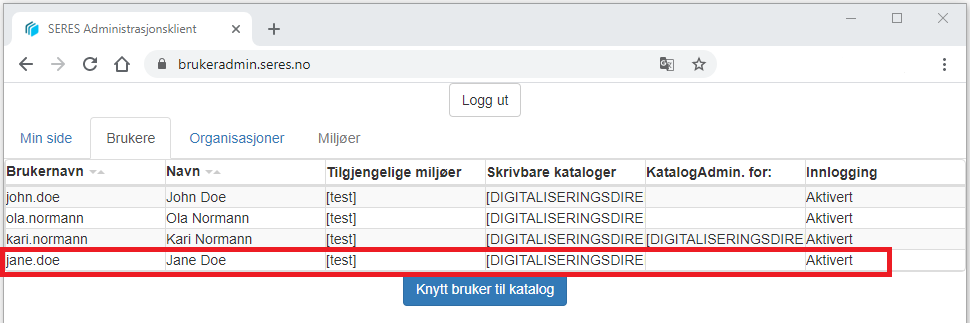 SERES Administrasjonsklient
brukeradmin.seres.no
Logg ut
Min side Brukere Organisasjoner Miljøer
Brukernavn Navn Tilgjengelige miljøer Skrivbare kataloger KatalogAdmin. for: Innlogging
john.doe John Doe [test] [DIGITALISERINGSDIRE Aktivert
ola.normann Ola Normann [test] [DIGITALISERINGSDIRE Aktivert
kari.normann Kari Normann [test] [DIGITALISERINGSDIRE [DIGITALISERINGSDIRE Aktivert
jane.doe Jane Doe [test] [DIGITALISERINGSDIRE Aktivert
Knytt bruker til katalog